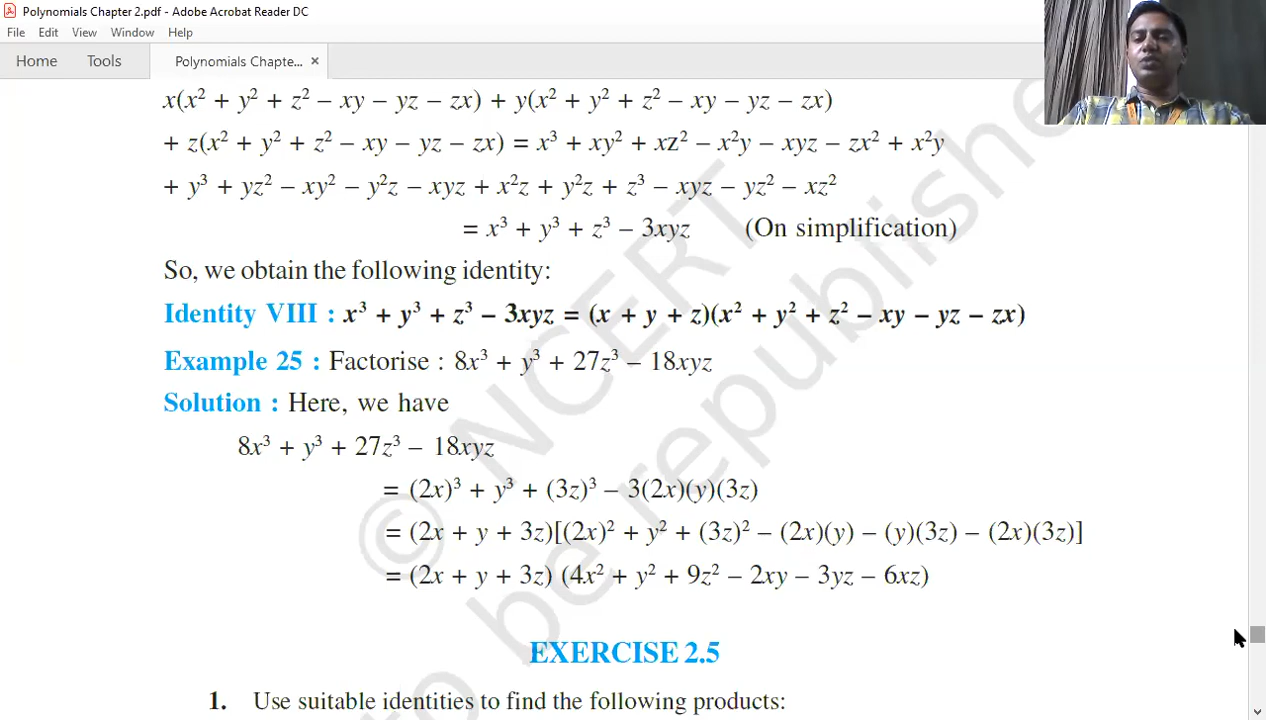 Polynomials Chapter 2.pdf - Adobe Acrobat Reader DC
File Edit View Window Help
Home Tools Polynomials Chapte... ×
x(x² + y² + z² – xy – yz – zx) + y(x² + y² + z² – xy – yz – zx)
+ z(x² + y² + z² – xy – yz – zx) = x³ + xy² + xz² – x²y – xyz – zx² + x²y
+ y³ + yz² – xy² – y²z – xyz + x²z + y²z + z³ – xyz – yz² – xz²
= x³ + y³ + z³ – 3xyz (On simplification)
So, we obtain the following identity:
Identity VIII : x³ + y³ + z³ – 3xyz = (x + y + z)(x² + y² + z² – xy – yz – zx)
Example 25 : Factorise : 8x³ + y³ + 27z³ – 18xyz
Solution : Here, we have
8x³ + y³ + 27z³ – 18xyz
= (2x)³ + y³ + (3z)³ – 3(2x)(y)(3z)
= (2x + y + 3z)[(2x)² + y² + (3z)² – (2x)(y) – (y)(3z) – (2x)(3z)]
= (2x + y + 3z) (4x² + y² + 9z² – 2xy – 3yz – 6xz)
EXERCISE 2.5
1. Use suitable identities to find the following products:
© NCERT
to be republishe